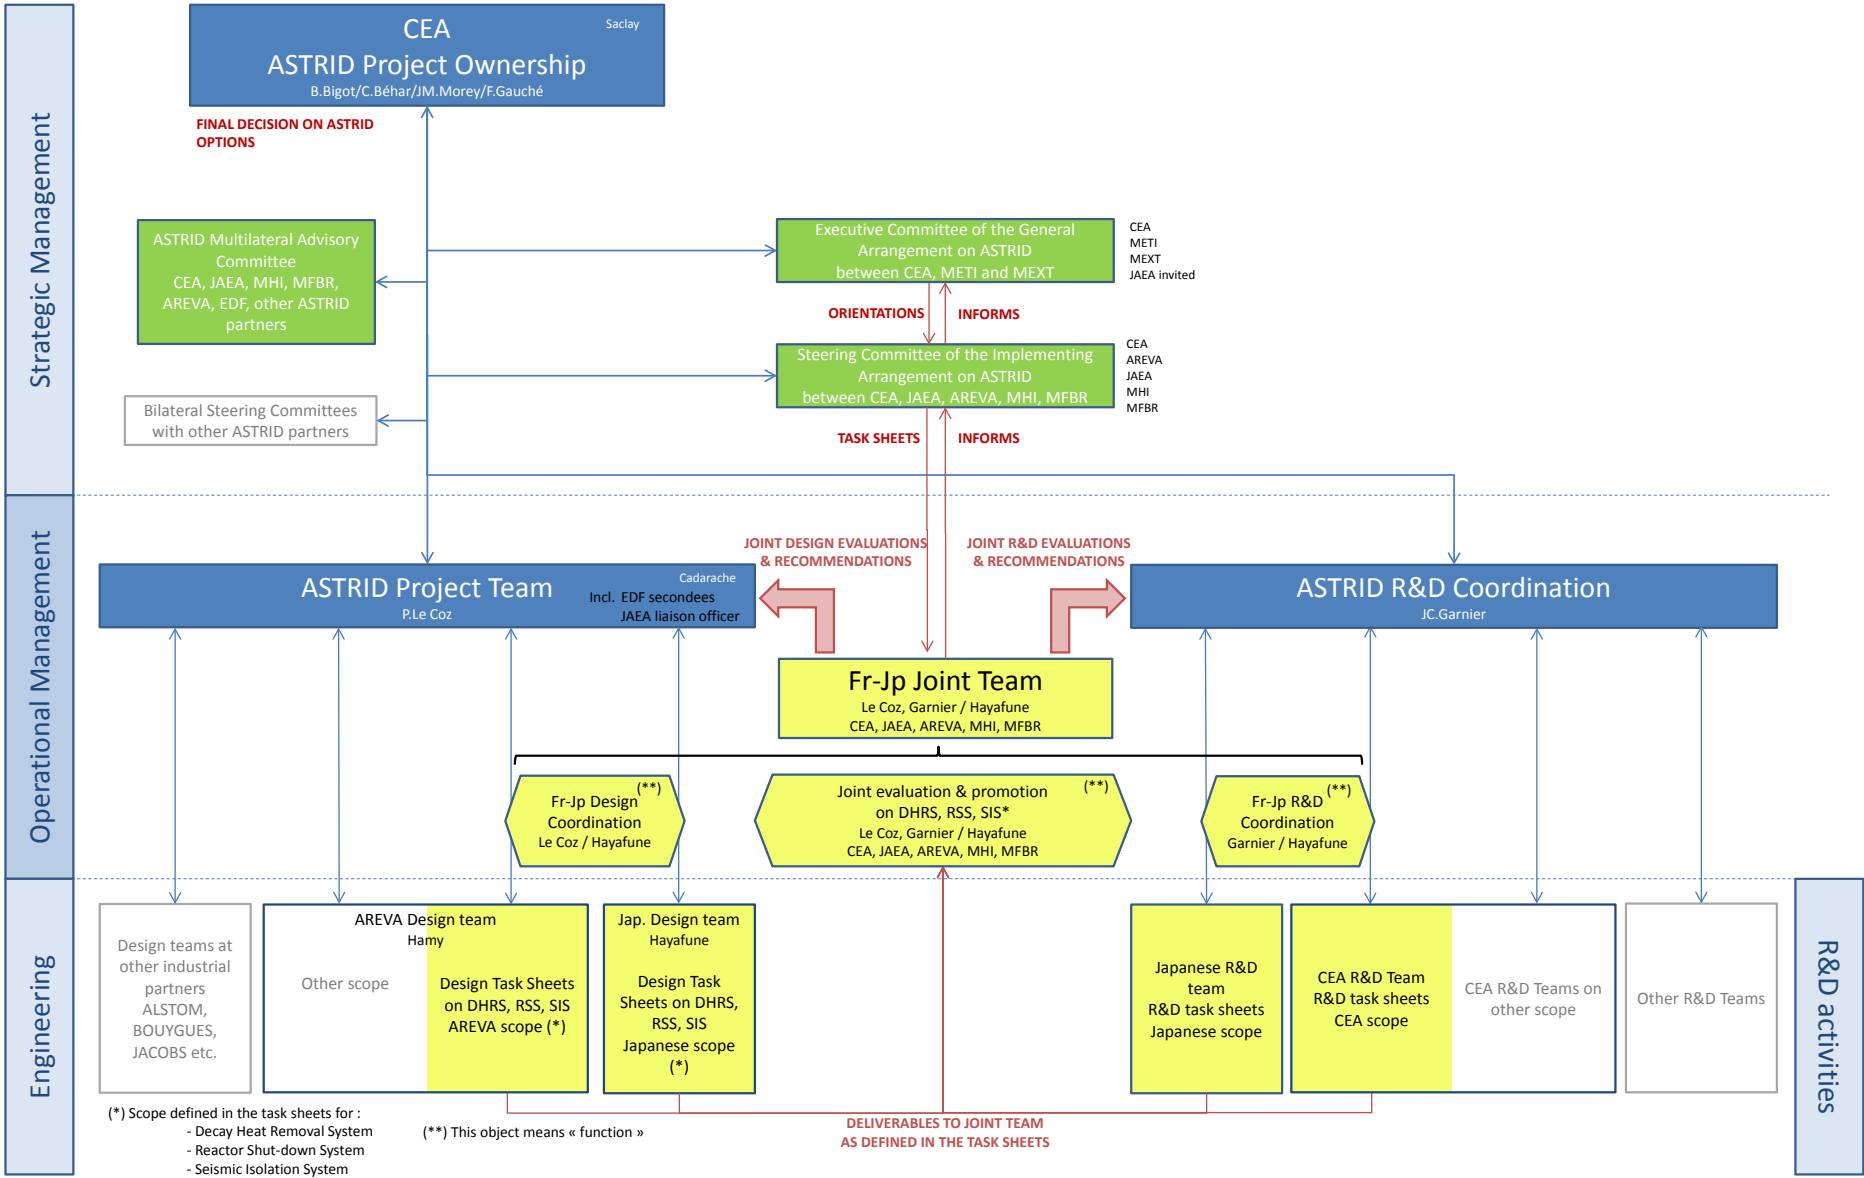 CEA
Saclay
ASTRID Project Ownership
B.Bigot/C.Béhar/JM.Morey/F.Gauché
FINAL DECISION ON ASTRID
OPTIONS
Strategic Management
ASTRID Multilateral Advisory
Committee
CEA, JAEA, MHI, MFBR,
AREVA, EDF, other ASTRID
partners
Executive Committee of the General
Arrangement on ASTRID
between CEA, METI and MEXT
CEA
METI
MEXT
JAEA invited
ORIENTATIONS
INFORMS
Steering Committee of the Implementing
Arrangement on ASTRID
between CEA, JAEA, AREVA, MHI, MFBR
CEA
AREVA
JAEA
MHI
MFBR
Bilateral Steering Committees
with other ASTRID partners
TASK SHEETS
INFORMS
Operational Management
JOINT DESIGN EVALUATIONS
& RECOMMENDATIONS
JOINT R&D EVALUATIONS
& RECOMMENDATIONS
ASTRID Project Team
P.Le Coz
Cadarache
Incl. EDF secondees
JAEA liaison officer
ASTRID R&D Coordination
JC.Garnier
Fr-Jp Joint Team
Le Coz, Garnier / Hayafune
CEA, JAEA, AREVA, MHI, MFBR
Fr-Jp Design (**)
Coordination
Le Coz / Hayafune
Joint evaluation & promotion (**)
on DHRS, RSS, SIS*
Le Coz, Garnier / Hayafune
CEA, JAEA, AREVA, MHI, MFBR
Fr-Jp R&D (**)
Coordination
Garnier / Hayafune
Engineering
Design teams at
other industrial
partners
ALSTOM,
BOUYGUES,
JACOBS etc.
AREVA Design team
Hamy
Other scope
Design Task Sheets
on DHRS, RSS, SIS
AREVA scope (*)
Jap. Design team
Hayafune
Design Task
Sheets on DHRS,
RSS, SIS
Japanese scope
(*)
Japanese R&D
team
R&D task sheets
Japanese scope
CEA R&D Team
R&D task sheets
CEA scope
CEA R&D Teams on
other scope
Other R&D Teams
R&D activities
(*) Scope defined in the task sheets for :
- Decay Heat Removal System
- Reactor Shut-down System
- Seismic Isolation System
(**) This object means « function »
DELIVERABLES TO JOINT TEAM
AS DEFINED IN THE TASK SHEETS